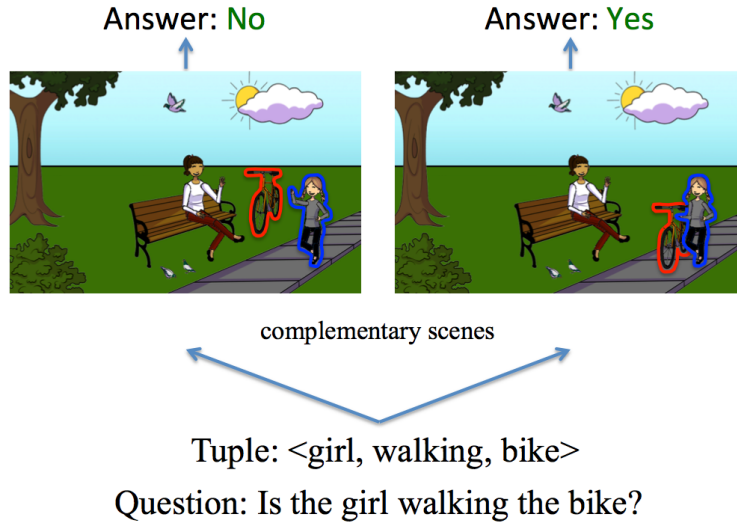 Answer: No
Answer: Yes
complementary scenes
Tuple: <girl, walking, bike>
Question: Is the girl walking the bike?